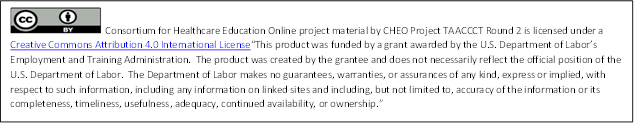 cc BY Consortium for Healthcare Education Online project material by CHEO Project TAACCCT Round 2 is licensed under a
Creative Commons Attribution 4.0 International License"This product was funded by a grant awarded by the U.S. Department of Labor's
Employment and Training Administration. The product was created by the grantee and does not necessarily reflect the official position of the
U.S. Department of Labor. The Department of Labor makes no guarantees, warranties, or assurances of any kind, express or implied, with
respect to such information, including any information on linked sites and including, but not limited to, accuracy of the information or its
completeness, timeliness, usefulness, adequacy, continued availability, or ownership."